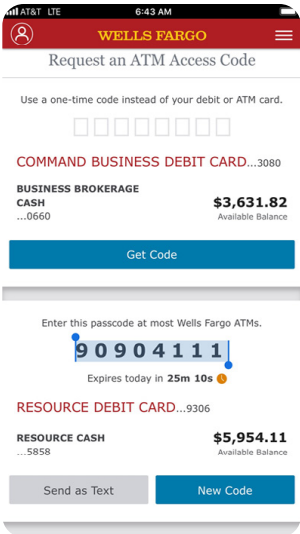 AT&T LTE 6:43 AM
WELLS FARGO
Request an ATM Access Code
Use a one-time code instead of your debit or ATM card.
COMMAND BUSINESS DEBIT CARD...3080
BUSINESS BROKERAGE
CASH
...0660
$3,631.82
Available Balance
Get Code
Enter this passcode at most Wells Fargo ATMs.
90904111
Expires today in 25m 10s
RESOURCE DEBIT CARD...9306
RESOURCE CASH
...5858
$5,954.11
Available Balance
Send as Text
New Code